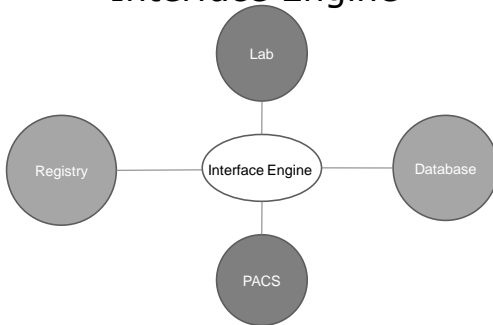 Interface Engine
Lab
Registry
Interface Engine
Database
PACS